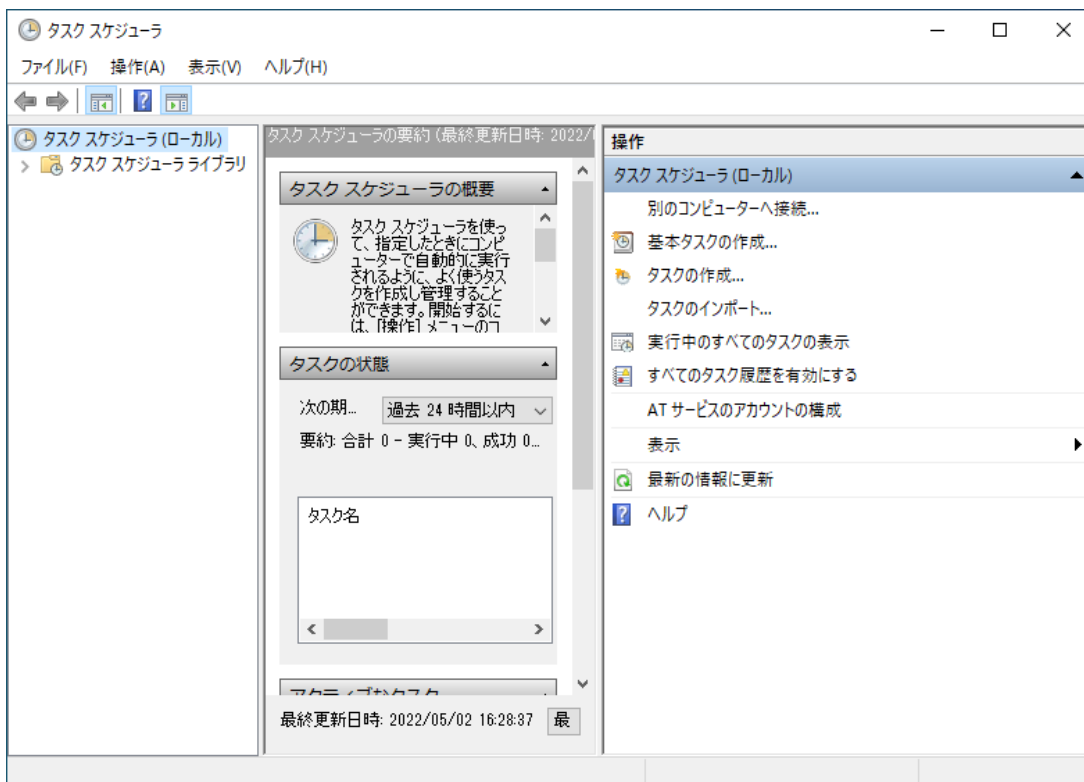 タスク スケジューラ
ファイル(F) 操作(A) 表示(V) ヘルプ(H)
タスク スケジューラ (ローカル)
タスク スケジューラ ライブラリ
タスク スケジューラの要約 (最終更新日時: 2022/
タスク スケジューラの概要
タスク スケジューラを使っ
て、指定したときにコンピ
ューターで自動的に実行
されるように、よく使うタス
クを作成し管理すること
ができます。開始するに
は、[操作] メニューのコ
タスクの状態
次の期... 過去 24 時間以内
要約: 合計 0 - 実行中 0、成功 0...
タスク名
アクティブなタスク
最終更新日時: 2022/05/02 16:28:37 最
操作
タスク スケジューラ (ローカル)
別のコンピューターへ接続...
基本タスクの作成...
タスクの作成...
タスクのインポート...
実行中のすべてのタスクの表示
すべてのタスク履歴を有効にする
AT サービスのアカウントの構成
表示
最新の情報に更新
ヘルプ